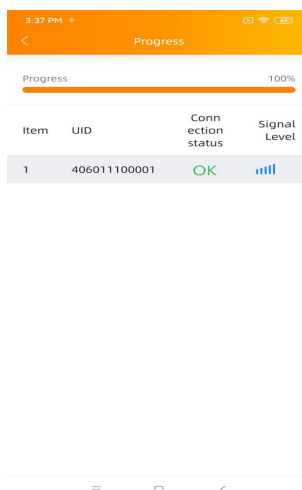 3:37 PM
Progress
Progress 100%
Item UID Conn
ection
status Signal
Level
1 406011100001 OK